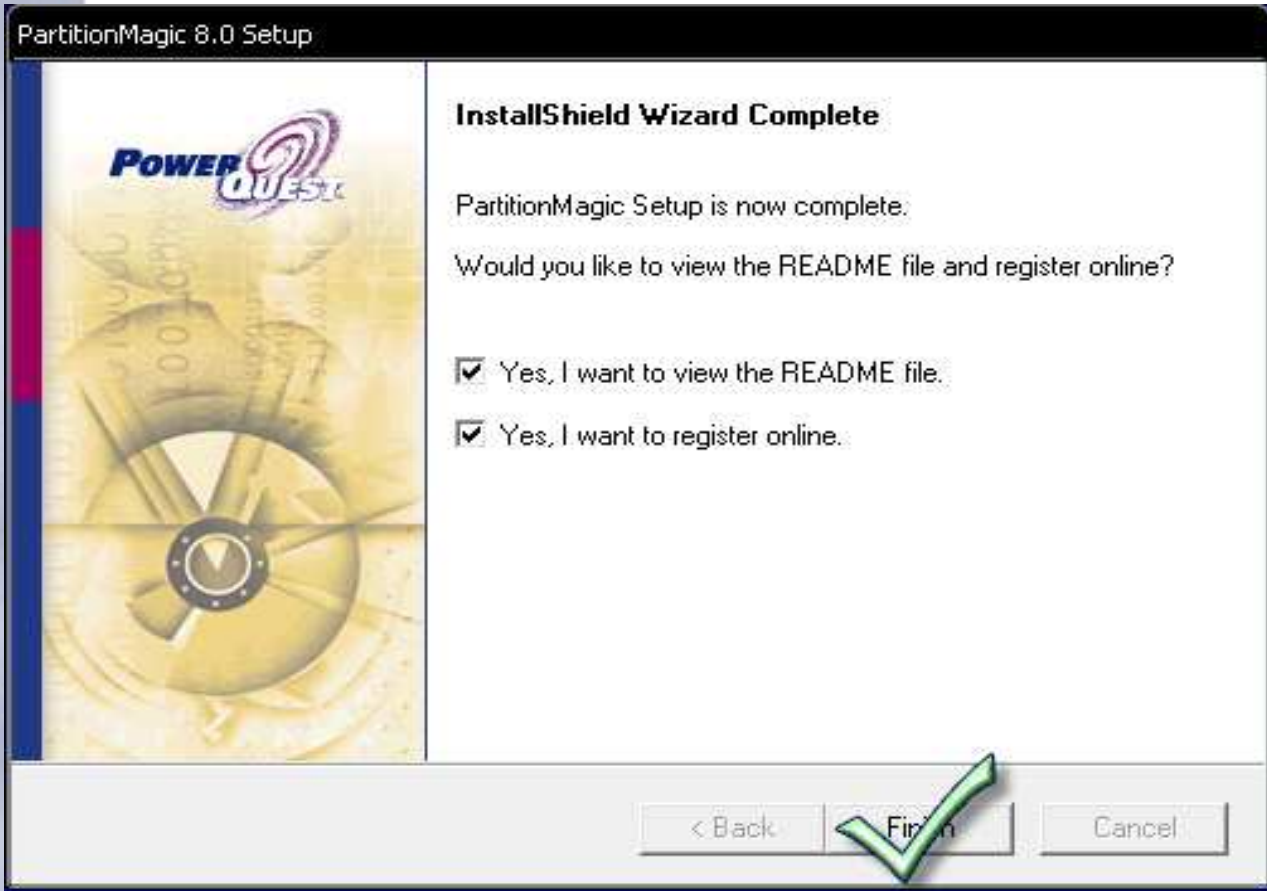 PartitionMagic 8.0 Setup
POWER
QUEST
InstallShield Wizard Complete
PartitionMagic Setup is now complete.
Would you like to view the README file and register online?
Yes, I want to view the README file.
Yes, I want to register online.
< Back
Finish
Cancel